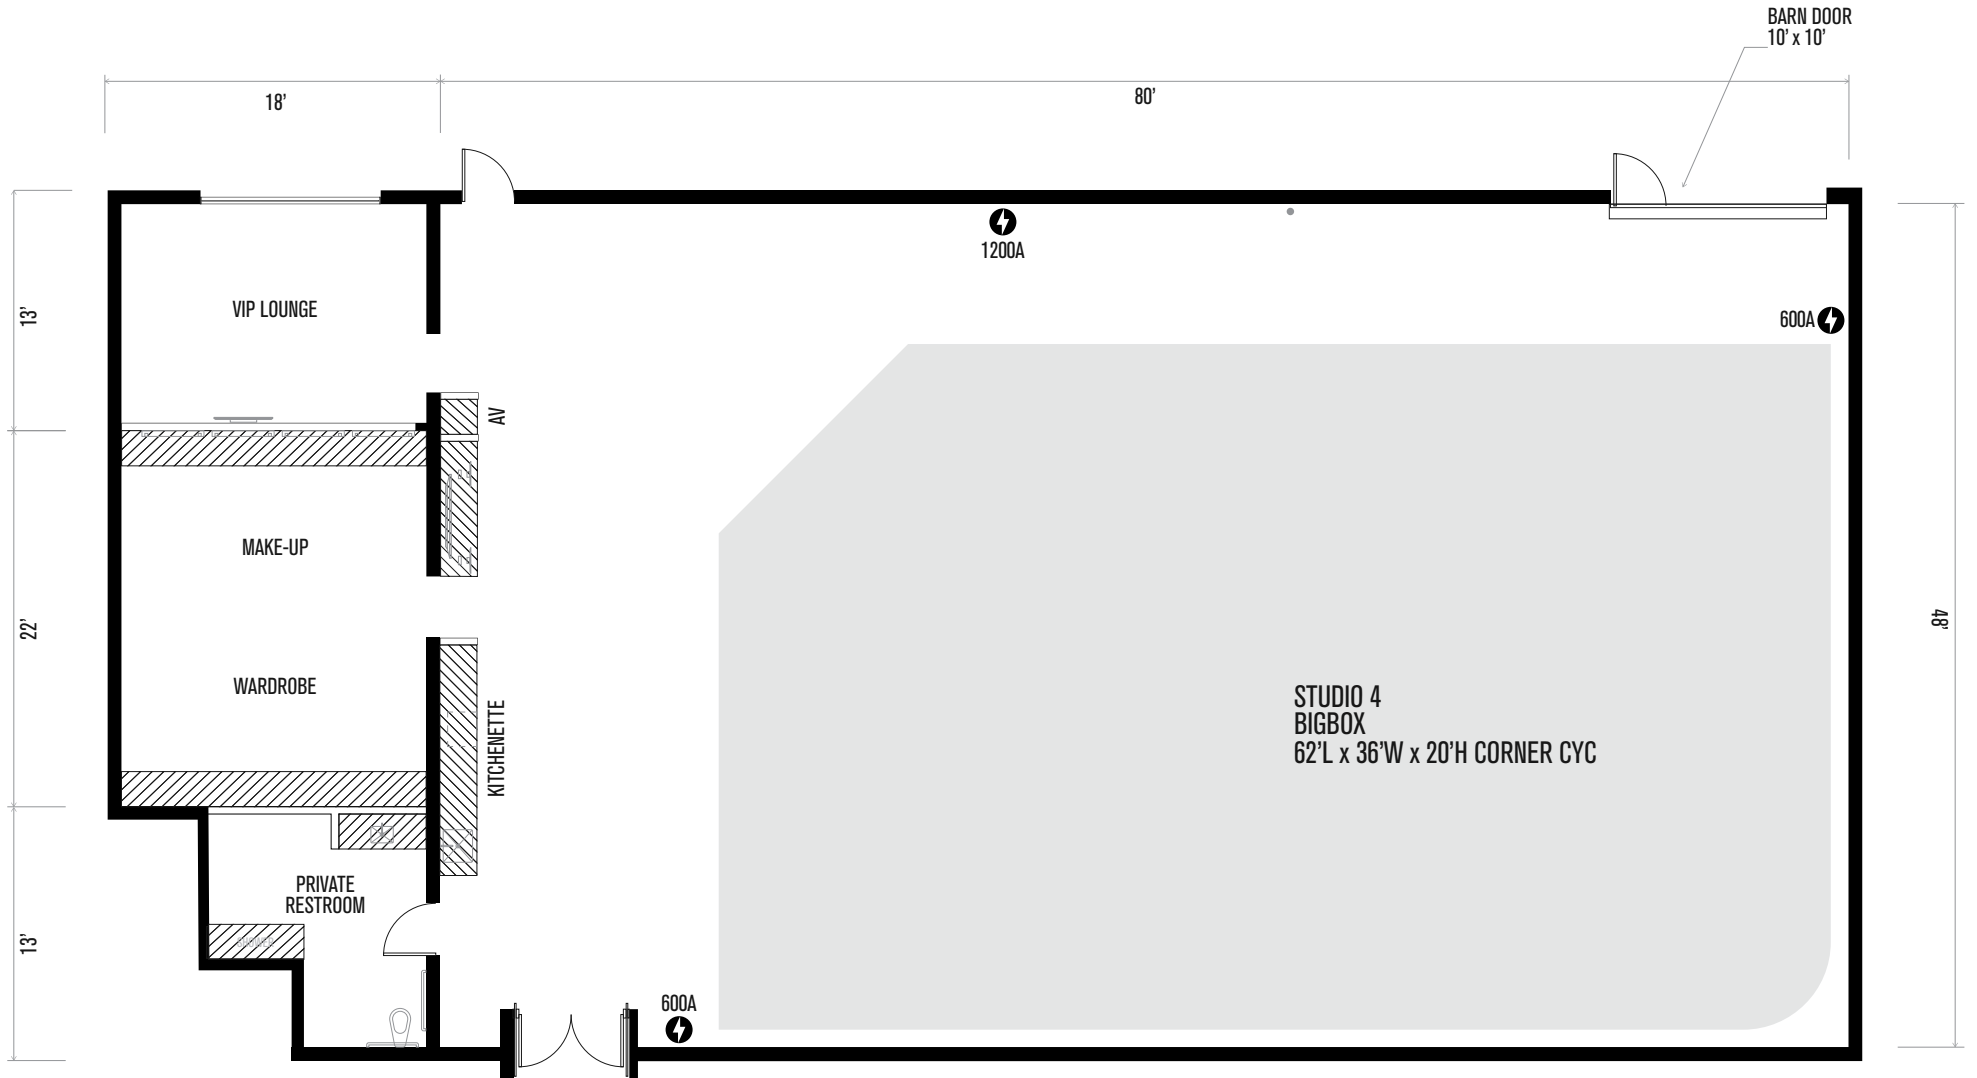 BARN DOOR
10’ x 10’
18’
80’
1200A
600A
13’
VIP LOUNGE
AV
MAKE-UP
22’
WARDROBE
KITCHENETTE
48’
STUDIO 4
BIGBOX
62’L x 36’W x 20’H CORNER CYC
PRIVATE
RESTROOM
SHOWER
13’
600A